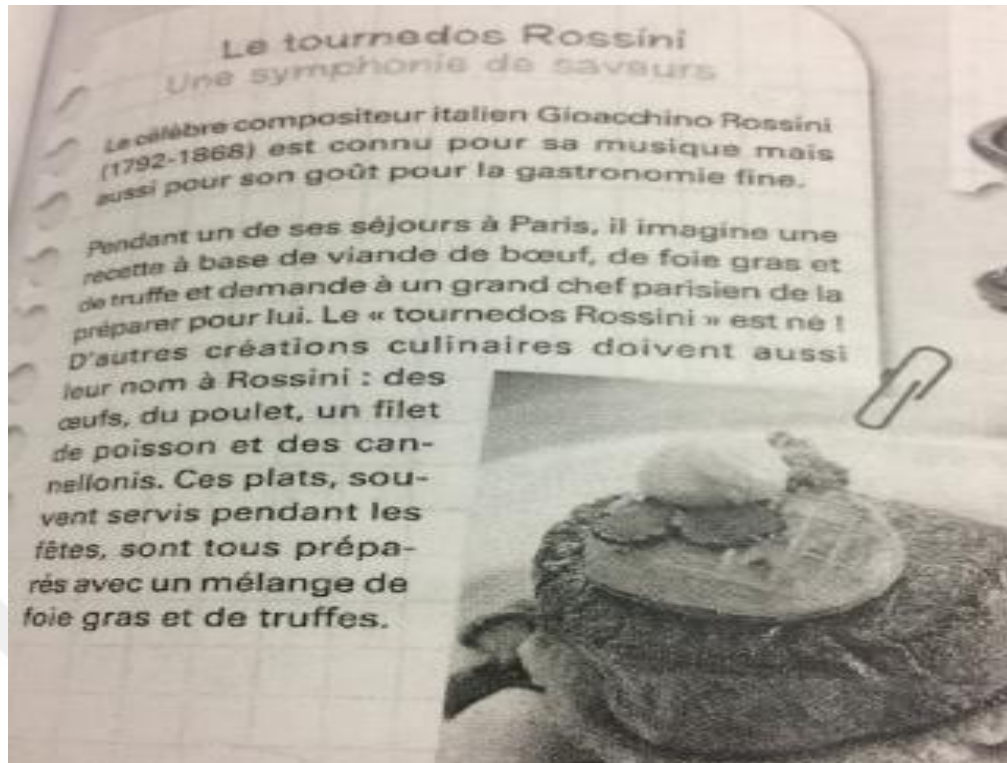 Le tournedos Rossini
Une symphonie de saveurs
Le célèbre compositeur italien Gioacchino Rossini
(1792-1868) est connu pour sa musique mais
aussi pour son goût pour la gastronomie fine.
Pendant un de ses séjours à Paris, il imagine une
recette à base de viande de bœuf, de foie gras et
de truffe et demande à un grand chef parisien de la
préparer pour lui. Le « tournedos Rossini » est né !
D'autres créations culinaires doivent aussi
leur nom à Rossini : des
œufs, du poulet, un filet
de poisson et des can-
nellonis. Ces plats, sou-
vent servis pendant les
fêtes, sont tous prépa-
rés avec un mélange de
foie gras et de truffes.